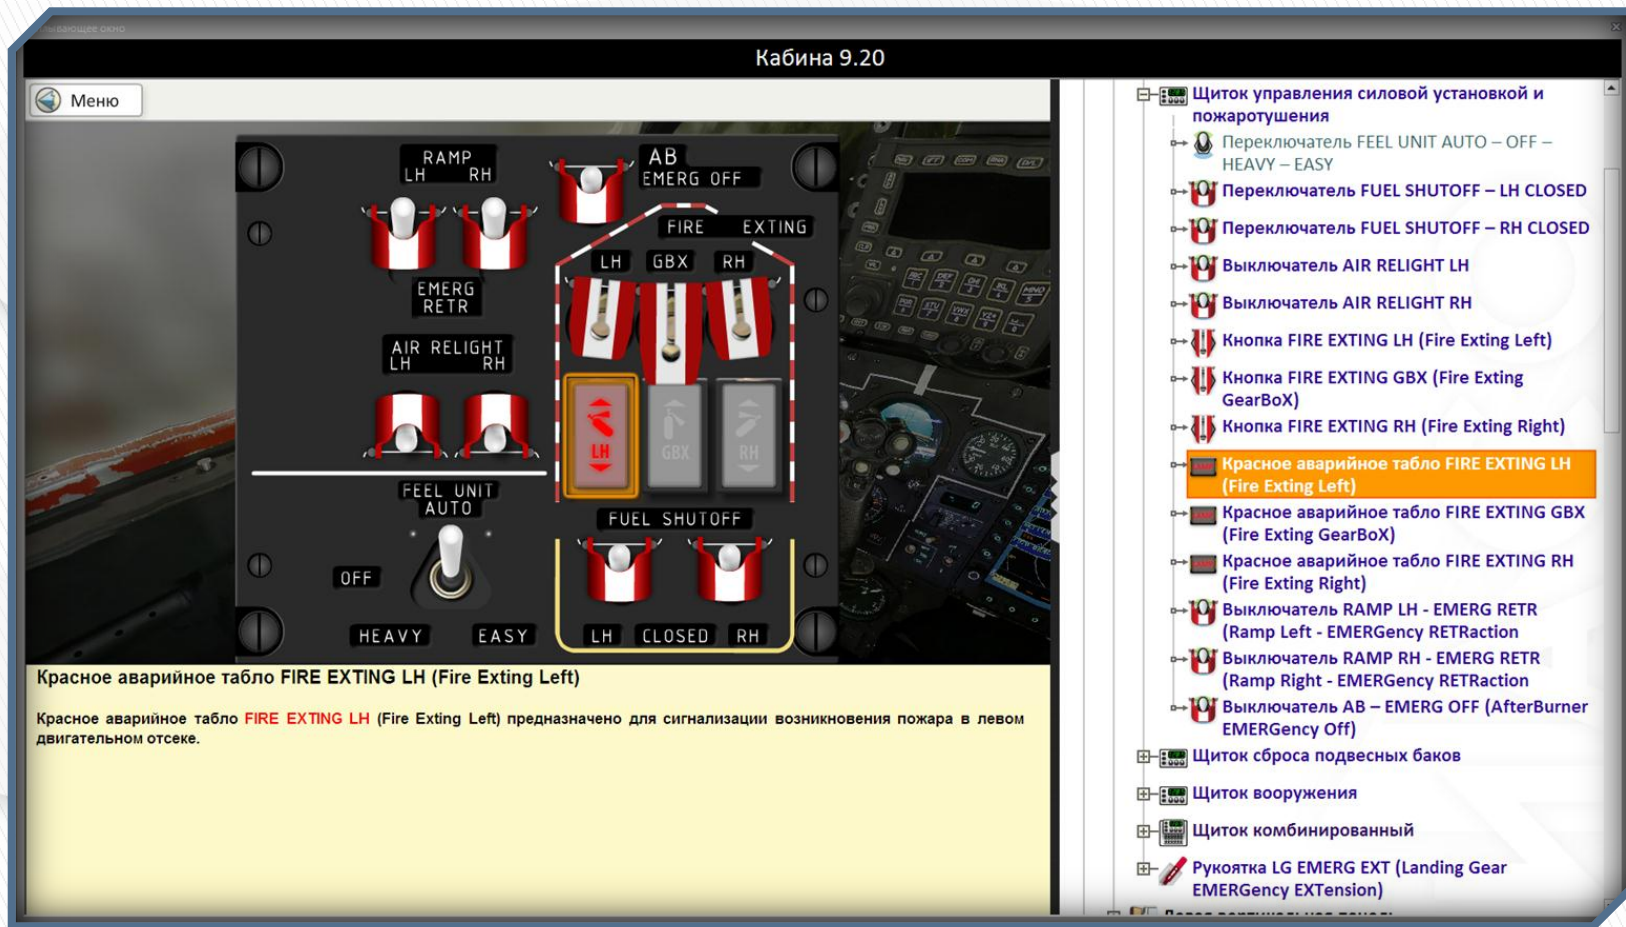 Кабина 9.20
Меню
RAMP
LH RH
AB
EMERG OFF
FIRE EXTING
LH GBX RH
EMERG
RETR
AIR RELIGHT
LH RH
LH
GBX
RH
FEEL UNIT
AUTO
FUEL SHUTOFF
OFF
HEAVY EASY
LH CLOSED RH
Красное аварийное табло FIRE EXTING LH (Fire Exting Left)
Красное аварийное табло FIRE EXTING LH (Fire Exting Left) предназначено для сигнализации возникновения пожара в левом
двигательном отсеке.
Щиток управления силовой установкой и
пожаротушения
Переключатель FEEL UNIT AUTO – OFF –
HEAVY – EASY
Переключатель FUEL SHUTOFF – LH CLOSED
Переключатель FUEL SHUTOFF – RH CLOSED
Выключатель AIR RELIGHT LH
Выключатель AIR RELIGHT RH
Кнопка FIRE EXTING LH (Fire Exting Left)
Кнопка FIRE EXTING GBX (Fire Exting
GearBoX)
Кнопка FIRE EXTING RH (Fire Exting Right)
Красное аварийное табло FIRE EXTING LH
(Fire Exting Left)
Красное аварийное табло FIRE EXTING GBX
(Fire Exting GearBoX)
Красное аварийное табло FIRE EXTING RH
(Fire Exting Right)
Выключатель RAMP LH - EMERG RETR
(Ramp Left - EMERGency RETRaction
Выключатель RAMP RH - EMERG RETR
(Ramp Right - EMERGency RETRaction
Выключатель AB – EMERG OFF (AfterBurner
EMERGency Off)
Щиток сброса подвесных баков
Щиток вооружения
Щиток комбинированный
Рукоятка LG EMERG EXT (Landing Gear
EMERGency EXTension)